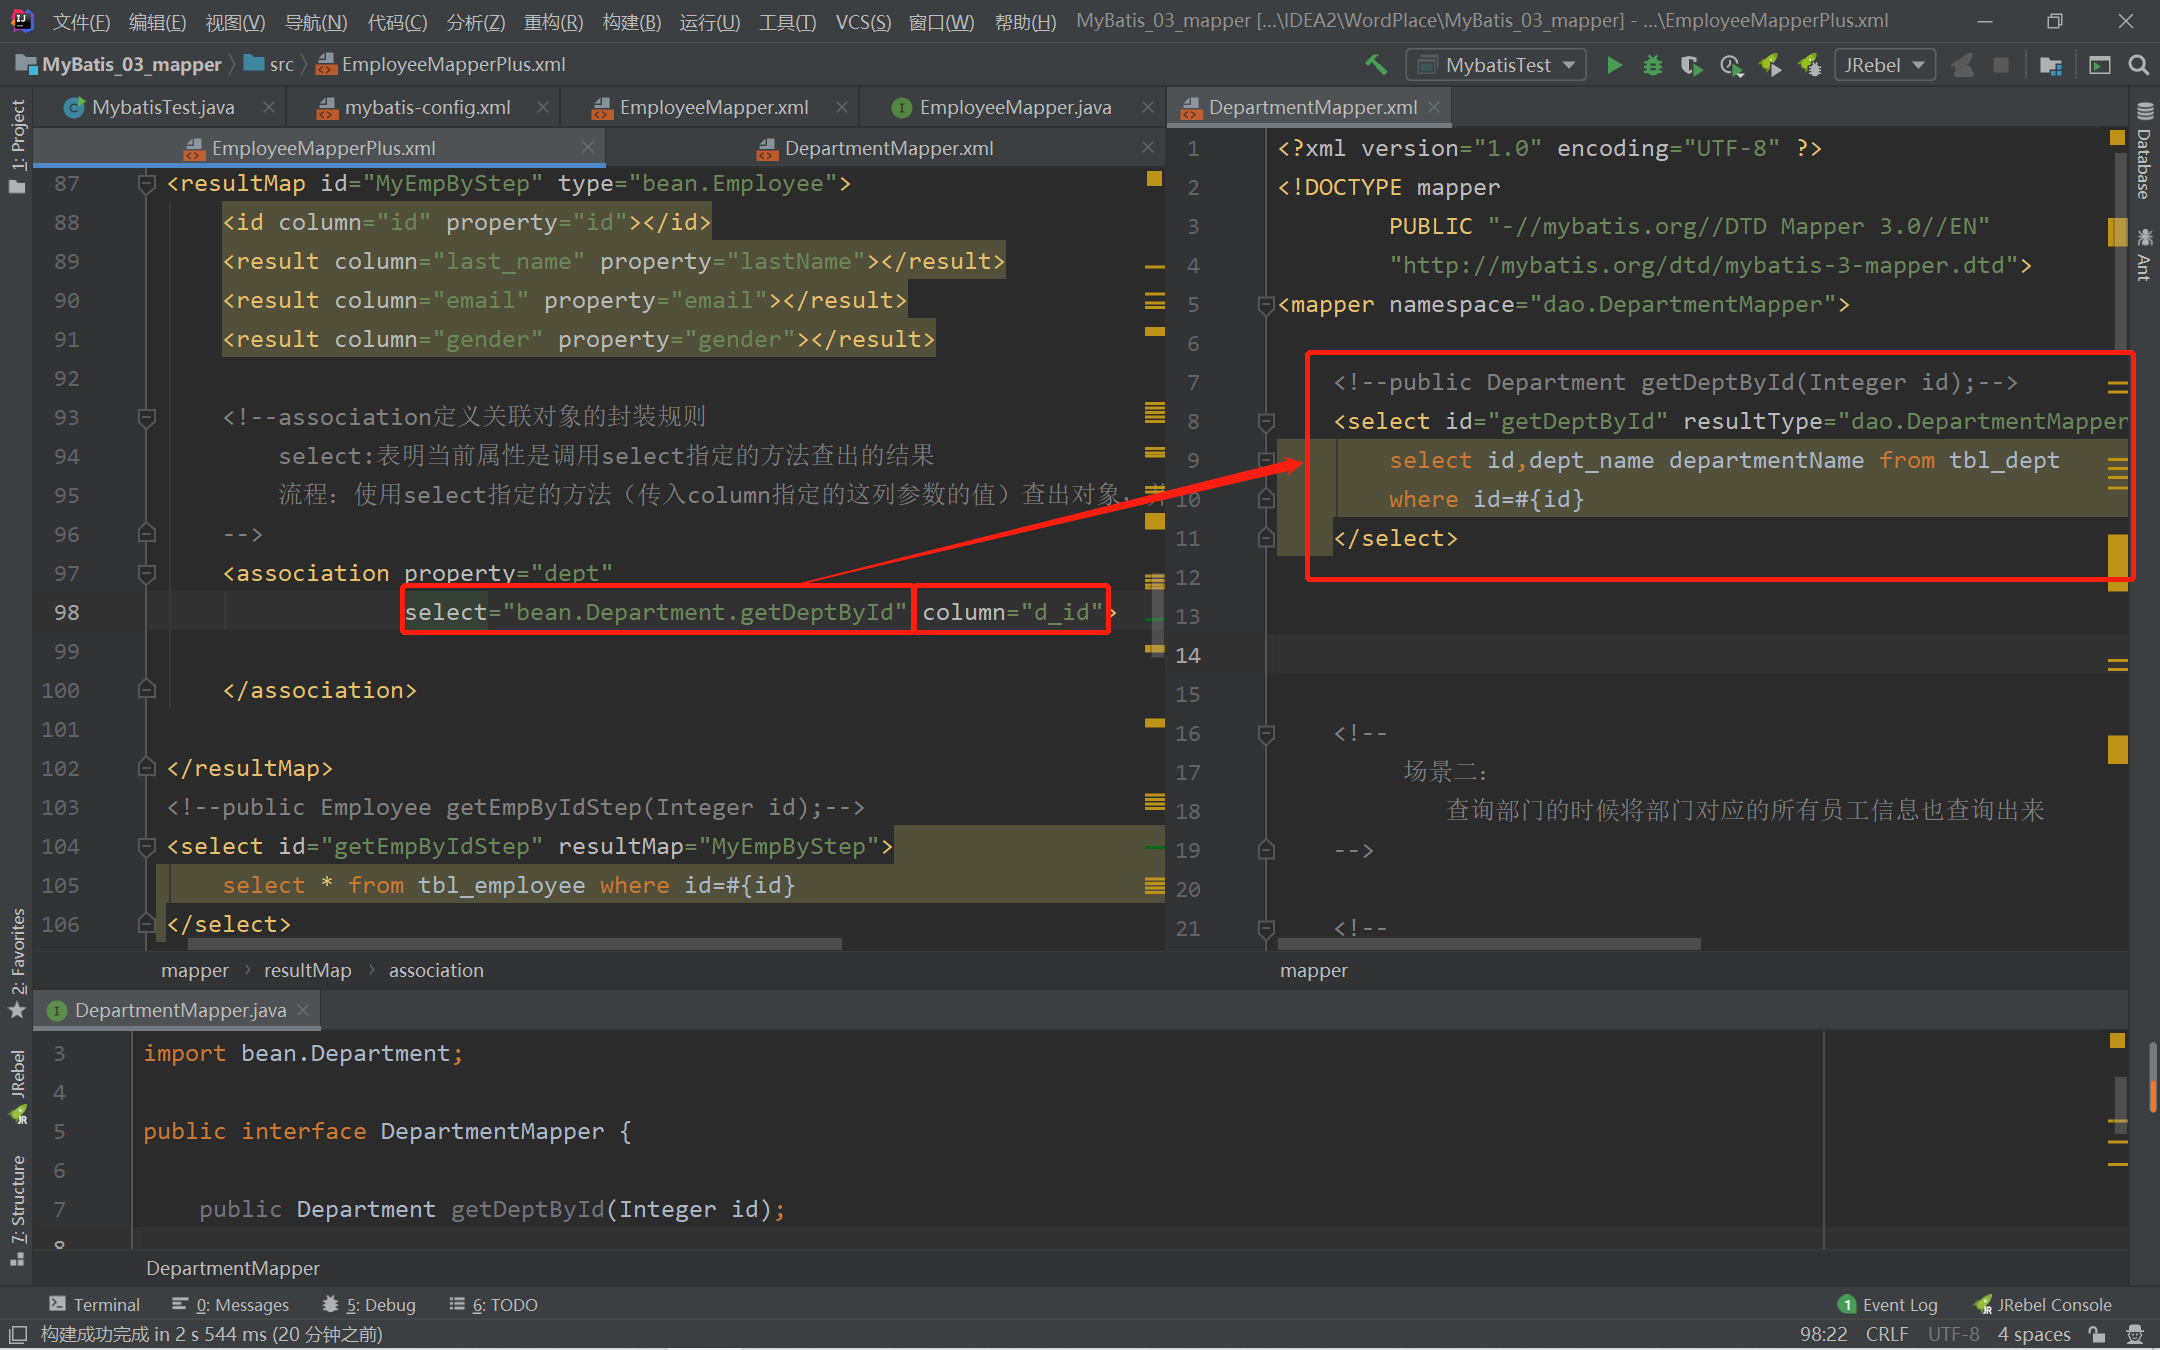 文件(F) 编辑(E) 视图(V) 导航(N) 代码(C) 分析(Z) 重构(R) 构建(B) 运行(U) 工具(T) VCS(S) 窗口(W) 帮助(H) MyBatis_03_mapper [...\IDEA2\WordPlace\MyBatis_03_mapper] - ...\EmployeeMapperPlus.xml
MyBatis_03_mapper src EmployeeMapperPlus.xml MybatisTest JRebel
MybatisTest.java mybatis-config.xml EmployeeMapper.xml EmployeeMapper.java DepartmentMapper.xml
EmployeeMapperPlus.xml DepartmentMapper.xml
1: Project
2: Favorites
JRebel
7: Structure
87 <resultMap id="MyEmpByStep" type="bean.Employee">
88 <id column="id" property="id"></id>
89 <result column="last_name" property="lastName"></result>
90 <result column="email" property="email"></result>
91 <result column="gender" property="gender"></result>
92
93 <!--association定义关联对象的封装规则
94 select:表明当前属性是调用select指定的方法查出的结果
95 流程：使用select指定的方法（传入column指定的这列参数的值）查出对象，并
96 -->
97 <association property="dept"
98 select="bean.Department.getDeptById" column="d_id">
99
100 </association>
101
102 </resultMap>
103 <!--public Employee getEmpByIdStep(Integer id);-->
104 <select id="getEmpByIdStep" resultMap="MyEmpByStep">
105 select * from tbl_employee where id=#{id}
106 </select>
mapper › resultMap › association
1 <?xml version="1.0" encoding="UTF-8" ?>
2 <!DOCTYPE mapper
3 PUBLIC "-//mybatis.org//DTD Mapper 3.0//EN"
4 "http://mybatis.org/dtd/mybatis-3-mapper.dtd">
5 <mapper namespace="dao.DepartmentMapper">
6
7 <!--public Department getDeptById(Integer id);-->
8 <select id="getDeptById" resultType="dao.DepartmentMapper
9 select id,dept_name departmentName from tbl_dept
10 where id=#{id}
11 </select>
12
13
14
15
16 <!--
17 场景二：
18 查询部门的时候将部门对应的所有员工信息也查询出来
19 -->
20
21 <!--
mapper
Database
Ant
DepartmentMapper.java
3 import bean.Department;
4
5 public interface DepartmentMapper {
6
7 public Department getDeptById(Integer id);
8
DepartmentMapper
Terminal 0: Messages 5: Debug 6: TODO 1 Event Log JRebel Console
构建成功完成 in 2 s 544 ms (20 分钟之前) 98:22 CRLF UTF-8 4 spaces